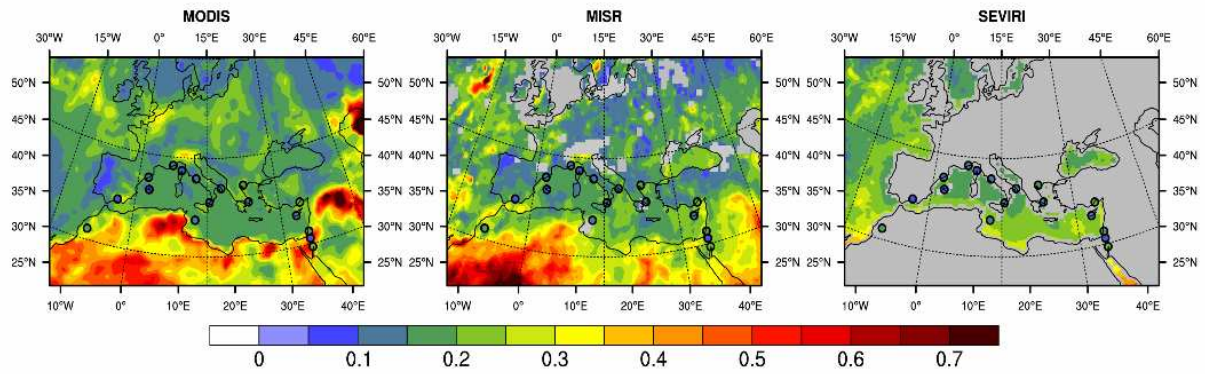 MODIS MISR SEVIRI
30°W 15°W 0° 15°E 30°E 45°E 60°E 30°W 15°W 0° 15°E 30°E 45°E 60°E 30°W 15°W 0° 15°E 30°E 45°E 60°E
50°N 50°N 50°N 50°N 50°N 50°N
45°N 45°N 45°N 45°N 45°N 45°N
40°N 40°N 40°N 40°N 40°N 40°N
35°N 35°N 35°N 35°N 35°N 35°N
30°N 30°N 30°N 30°N 30°N 30°N
25°N 25°N 25°N 25°N 25°N 25°N
10°W 0° 10°E 20°E 30°E 40°E 10°W 0° 10°E 20°E 30°E 40°E 10°W 0° 10°E 20°E 30°E 40°E
0 0.1 0.2 0.3 0.4 0.5 0.6 0.7